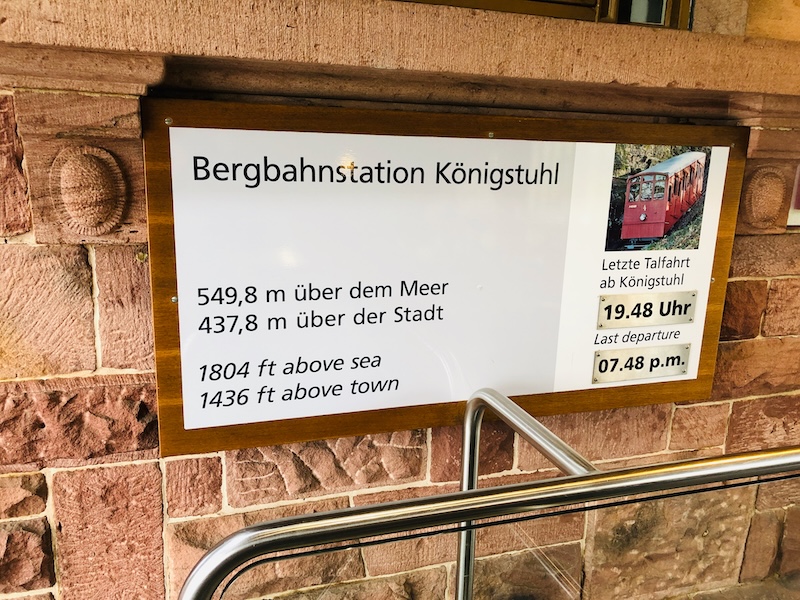 Bergbahnstation Königstuhl
549,8 m über dem Meer
437,8 m über der Stadt
1804 ft above sea
1436 ft above town
Letzte Talfahrt
ab Königstuhl
19.48 Uhr
Last departure
07.48 p.m.